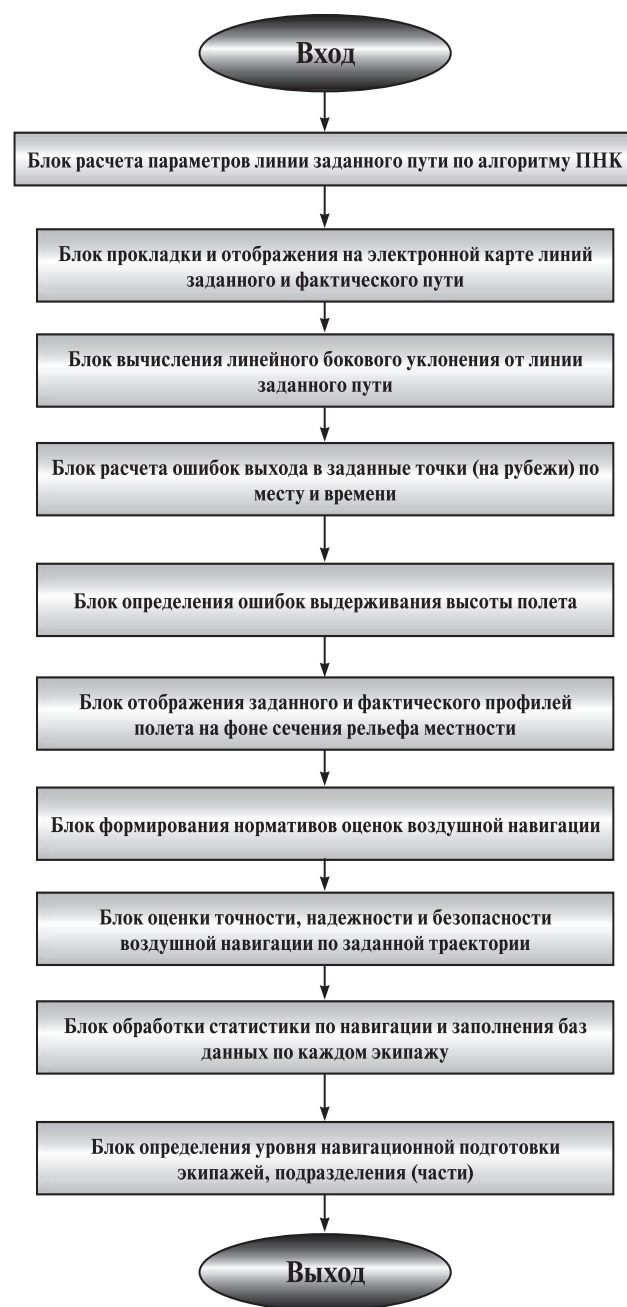 Вход
Блок расчета параметров линии заданного пути по алгоритму ПНК
Блок прокладки и отображения на электронной карте линий
заданного и фактического пути
Блок вычисления линейного бокового уклонения от линии
заданного пути
Блок расчета ошибок выхода в заданные точки (на рубежи) по
месту и времени
Блок определения ошибок выдерживания высоты полета
Блок отображения заданного и фактического профилей
полета на фоне сечения рельефа местности
Блок формирования нормативов оценок воздушной навигации
Блок оценки точности, надежности и безопасности
воздушной навигации по заданной траектории
Блок обработки статистики по навигации и заполнения баз
данных по каждом экипажу
Блок определения уровня навигационной подготовки
экипажей, подразделения (части)
Выход